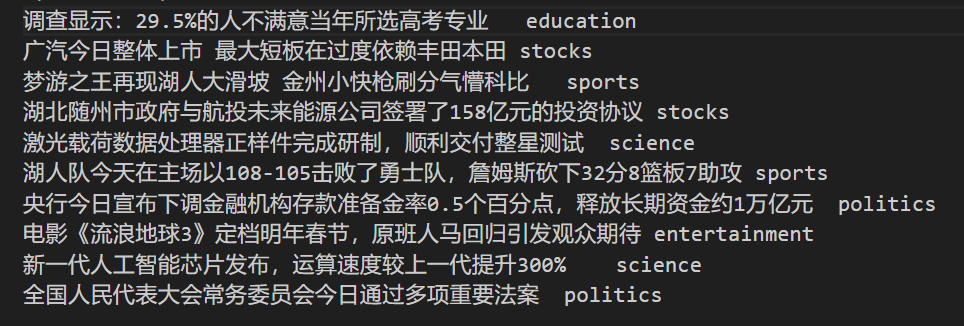 调查显示：29.5%的人不满意当年所选高考专业   education
广汽今日整体上市 最大短板在过度依赖丰田本田 stocks
梦游之王再现湖人大滑坡 金州小快枪刷分气懵科比   sports
湖北随州市政府与航投未来能源公司签署了158亿元的投资协议 stocks
激光载荷数据处理器正样件完成研制，顺利交付整星测试  science
湖人队今天在主场以108-105击败了勇士队，詹姆斯砍下32分8篮板7助攻 sports
央行今日宣布下调金融机构存款准备金率0.5个百分点，释放长期资金约1万亿元  politics
电影《流浪地球3》定档明年春节，原班人马回归引发观众期待 entertainment
新一代人工智能芯片发布，运算速度较上一代提升300%    science
全国人民代表大会常务委员会今日通过多项重要法案  politics